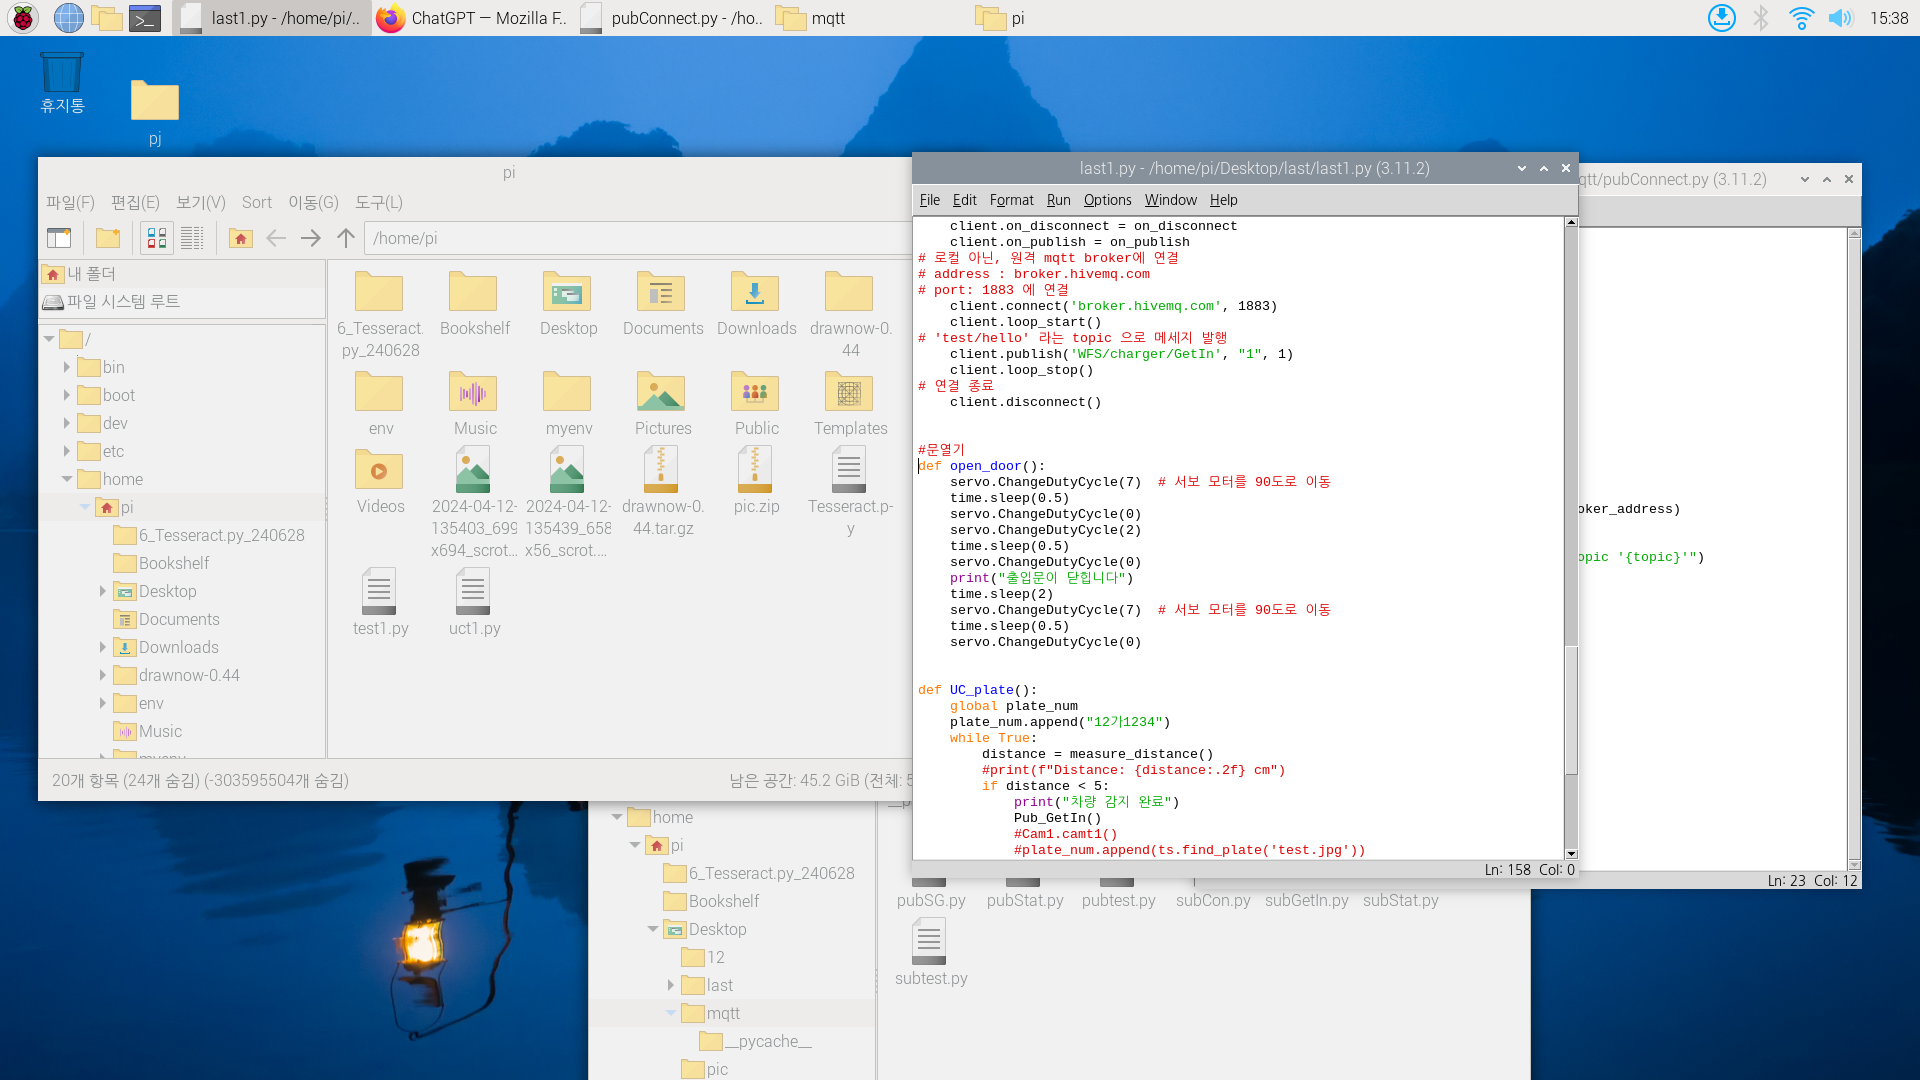 last1.py - /home/pi/..
ChatGPT — Mozilla F..
pubConnect.py - /ho..
mqtt
pi
15:38
휴지통
pj
pi
파일(F) 편집(E) 보기(V) Sort 이동(G) 도구(L)
/home/pi
내 폴더
파일 시스템 루트
/
bin
boot
dev
etc
home
pi
6_Tesseract.py_240628
Bookshelf
Desktop
Documents
Downloads
drawnow-0.44
env
Music
6_Tesseract.
py_240628
Bookshelf
Desktop
Documents
Downloads
drawnow-0.
44
env
Music
myenv
Pictures
Public
Templates
Videos
2024-04-12-
135403_699
x694_scrot...
2024-04-12-
135439_658
x56_scrot....
drawnow-0.
44.tar.gz
pic.zip
Tesseract.p-
y
test1.py
uct1.py
20개 항목 (24개 숨김) (-303595504개 숨김)
남은 공간: 45.2 GiB (전체: 5
last1.py - /home/pi/Desktop/last/last1.py (3.11.2)
File Edit Format Run Options Window Help
    client.on_disconnect = on_disconnect
    client.on_publish = on_publish
# 로컬 아닌, 원격 mqtt broker에 연결
# address : broker.hivemq.com
# port: 1883 에 연결
    client.connect('broker.hivemq.com', 1883)
    client.loop_start()
# 'test/hello' 라는 topic 으로 메세지 발행
    client.publish('WFS/charger/GetIn', "1", 1)
    client.loop_stop()
# 연결 종료
    client.disconnect()
#문열기
def open_door():
    servo.ChangeDutyCycle(7)  # 서보 모터를 90도로 이동
    time.sleep(0.5)
    servo.ChangeDutyCycle(0)
    servo.ChangeDutyCycle(2)
    time.sleep(0.5)
    servo.ChangeDutyCycle(0)
    print("출입문이 닫힙니다")
    time.sleep(2)
    servo.ChangeDutyCycle(7)  # 서보 모터를 90도로 이동
    time.sleep(0.5)
    servo.ChangeDutyCycle(0)
def UC_plate():
    global plate_num
    plate_num.append("12가1234")
    while True:
        distance = measure_distance()
        #print(f"Distance: {distance:.2f} cm")
        if distance < 5:
            print("차량 감지 완료")
            Pub_GetIn()
            #Cam1.camt1()
            #plate_num.append(ts.find_plate('test.jpg'))
Ln: 158 Col: 0
qtt/pubConnect.py (3.11.2)
oker_address)
opic '{topic}'")
Ln: 23 Col: 12
home
pi
6_Tesseract.py_240628
Bookshelf
Desktop
12
last
mqtt
__pycache__
pic
pubSG.py
pubStat.py
pubtest.py
subCon.py
subGetIn.py
subStat.py
subtest.py